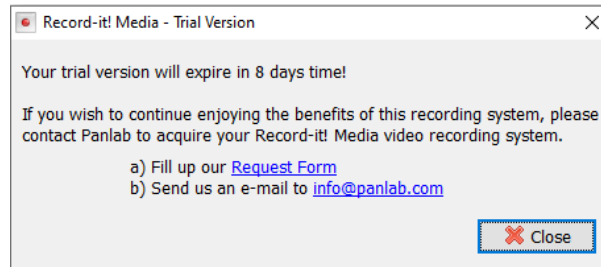 Record-it! Media - Trial Version
Your trial version will expire in 8 days time!
If you wish to continue enjoying the benefits of this recording system, please
contact Panlab to acquire your Record-it! Media video recording system.
a) Fill up our Request Form
b) Send us an e-mail to info@panlab.com
Close